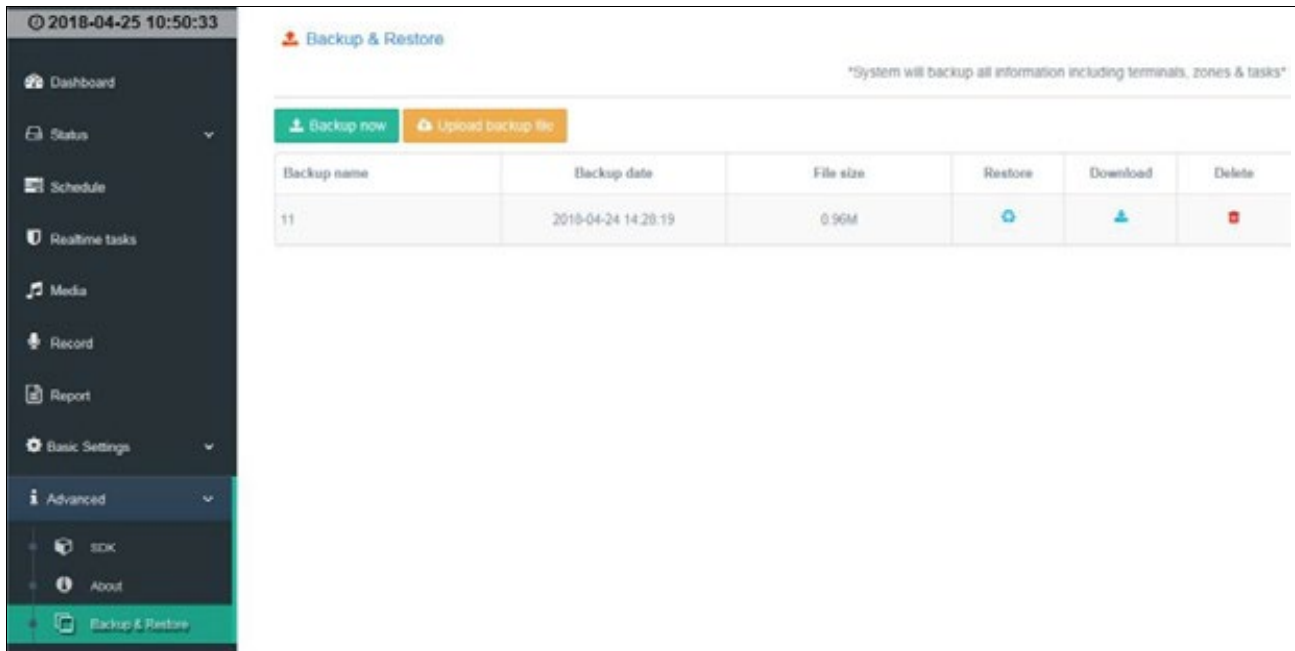 2018-04-25 10:50:33
Dashboard
Status
Schedule
Realtime tasks
Media
Record
Report
Basic Settings
Advanced
SDK
About
Backup & Restore
Backup & Restore
*System will backup all information including terminals, zones & tasks*
Backup now Upload backup file
Backup name Backup date File size Restore Download Delete
11 2018-04-24 14:28:19 0.96M